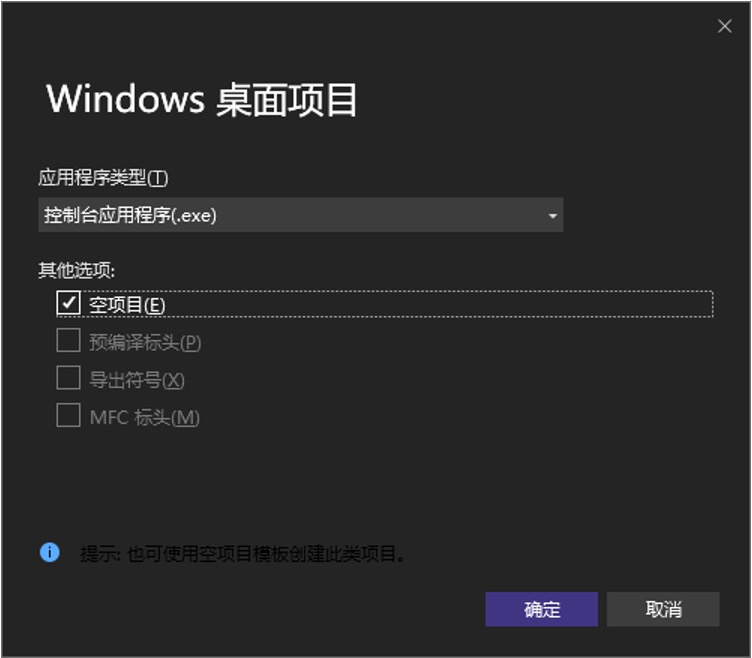 Windows 桌面项目
应用程序类型(T)
控制台应用程序(.exe)
其他选项:
空项目(E)
预编译标头(P)
导出符号(X)
MFC 标头(M)
提示: 也可使用空项目模板创建此类项目。
确定
取消